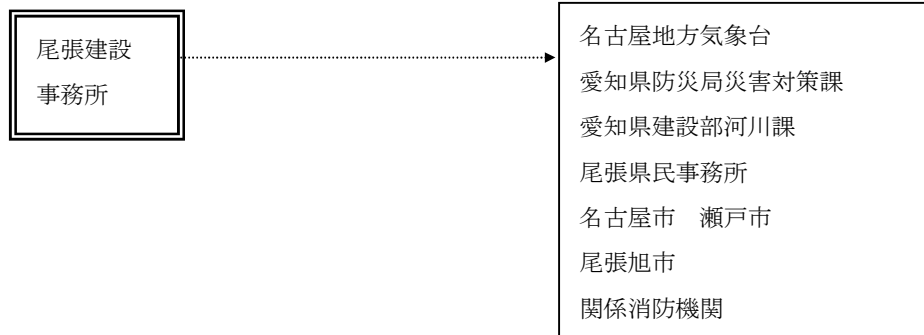 尾張建設
事務所
名古屋地方気象台
愛知県防災局災害対策課
愛知県建設部河川課
尾張県民事務所
名古屋市　瀬戸市
尾張旭市
関係消防機関